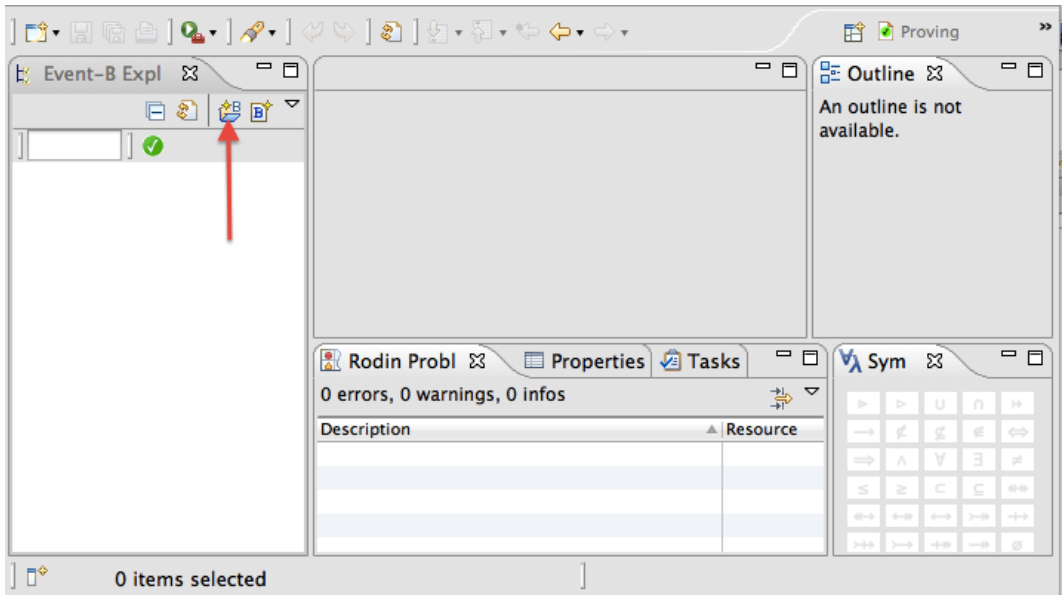 Proving
»
Event-B Expl
Outline
An outline is not
available.
Rodin Probl
Properties
Tasks
Sym
0 errors, 0 warnings, 0 infos
Description
Resource
▷ ▷ ∪ ∩ ↦
→ ⊄ ⊈ ∉ ⇔
⇒ ∧ ∀ ∃ ≠
≤ ≥ ⊂ ⊆
∅
0 items selected